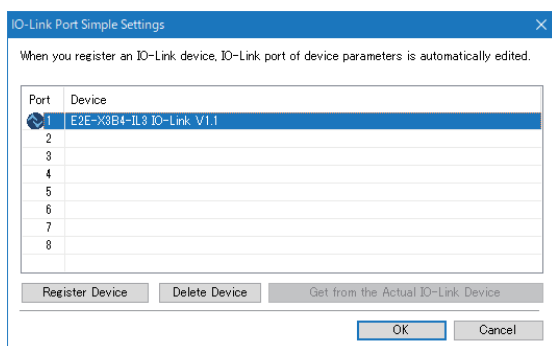 IO-Link Port Simple Settings
When you register an IO-Link device, IO-Link port of device parameters is automatically edited.
Port Device
1 E2E-X3B4-IL3 IO-Link V1.1
2
3
4
5
6
7
8
Register Device Delete Device Get from the Actual IO-Link Device
OK Cancel